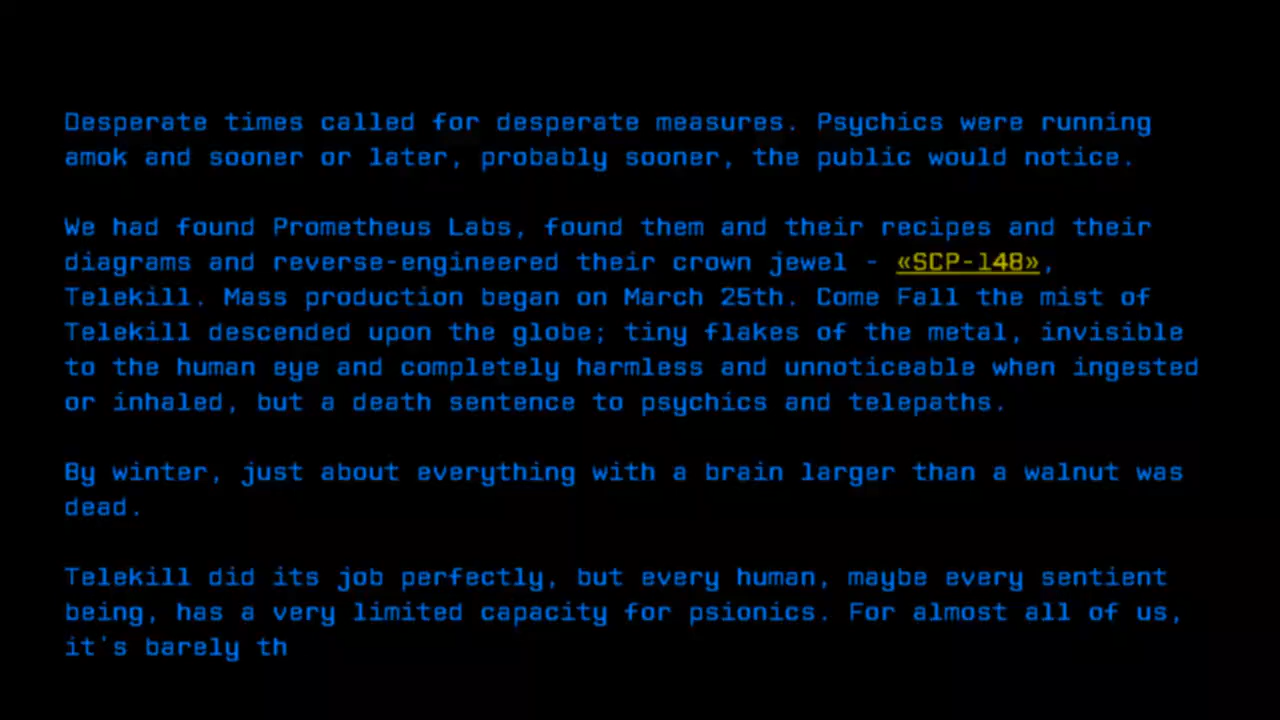 Desperate times called for desperate measures. Psychics were running
amok and sooner or later, probably sooner, the public would notice.
We had found Prometheus Labs, found them and their recipes and their
diagrams and reverse-engineered their crown jewel - «SCP-148»,
Telekill. Mass production began on March 25th. Come Fall the mist of
Telekill descended upon the globe; tiny flakes of the metal, invisible
to the human eye and completely harmless and unnoticeable when ingested
or inhaled, but a death sentence to psychics and telepaths.
By winter, just about everything with a brain larger than a walnut was
dead.
Telekill did its job perfectly, but every human, maybe every sentient
being, has a very limited capacity for psionics. For almost all of us,
it's barely th